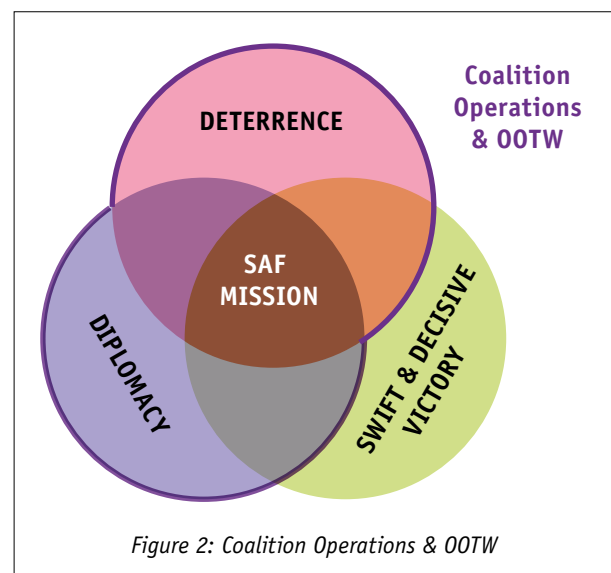 Coalition
Operations
& OOTW
DETERRENCE
SAF
MISSION
DIPLOMACY
SWIFT & DECISIVE
VICTORY
Figure 2: Coalition Operations & OOTW